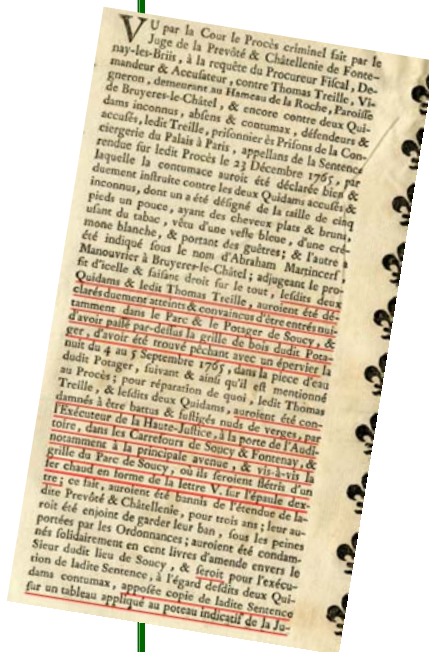 VU par la Cour le Procès criminel fait par le
Juge de la Prevôté & Châtellenie de Fonte-
nay-les-Briis, à la requête du Procureur Fiscal, De-
mandeur & Accusateur, contre Thomas Treille, Vi-
gneron, demeurant au Hameau de la Roche, Paroisse
de Bruyeres-le-Châtel, & encore contre deux Qui-
dams inconnus, absens & contumax, défendeurs &
accusés, ledit Treille, prisonnier ès Prisons de la Con-
ciergerie du Palais à Paris, appellans de la Sentence
rendue sur ledit Procès le 23 Décembre 1765, par
laquelle la contumace auroit été déclarée bien &
duement instruite contre les deux Quidams accusés &
inconnus, dont un a été désigné de la taille de cinq
pieds un pouce, ayant des cheveux plats & bruns,
usant du tabac, vêtu d'une veste bleue, d'une cré-
mone blanche, & portant des guêtres; & l'autre a
été indiqué sous le nom d'Abraham Martincerf,
Manouvrier à Bruyeres-le-Châtel; adjugeant le pro-
fit d'icelle & faisant droit sur le tout, lesdits deux
Quidams & ledit Thomas Treille, auroient été dé-
clarés duement atteints & convaincus d'être entrés nui-
tamment dans le Parc & le Potager de Soucy, &
d'avoir passé par-dessus la grille de bois dudit Pota-
ger, d'avoir été trouvé pêchant avec un épervier la
nuit du 4 au 5 Septembre 1765, dans la piece d'eau
dudit Potager, suivant & ainsi qu'il est mentionné
au Procès; pour réparation de quoi, ledit Thomas
Treille, & lesdits deux Quidams, auroient été con-
damnés à être battus & fustigés nuds de verges, par
l'Exécuteur de la Haute-Justice, à la porte de l'Audi-
toire, dans les Carrefours de Soucy & Fontenay, &
notamment à la principale avenue, & vis-à-vis la
grille du Parc de Soucy, où ils seroient flétris d'un
fer chaud en forme de la lettre V, sur l'épaule dex-
tre; ce fait, auroient été bannis de l'étendue de la-
dite Prevôté & Châtellenie, pour trois ans; leur au-
roit été enjoint de garder leur ban, sous les peines
portées par les Ordonnances; auroient été condam-
nés solidairement en cent livres d'amende envers le
Sieur dudit lieu de Soucy, & seroit pour l'exécu-
tion de ladite Sentence, à l'égard desdits deux Qui-
dams contumax, apposée copie de ladite Sentence
sur un tableau appliqué au poteau indicatif de la Ju-